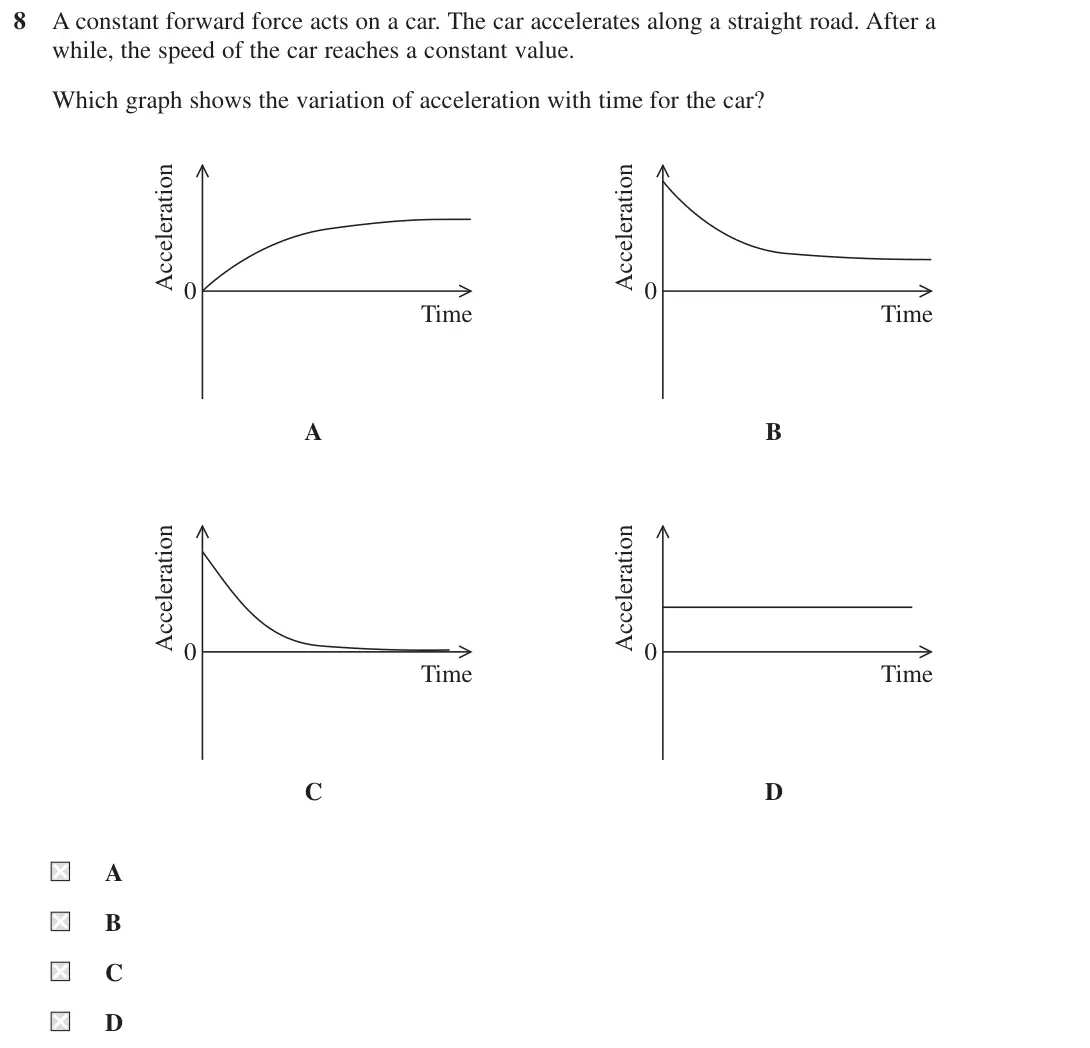 8 A constant forward force acts on a car. The car accelerates along a straight road. After a
while, the speed of the car reaches a constant value.
Which graph shows the variation of acceleration with time for the car?
Acceleration
0
Time
A
Acceleration
0
Time
B
Acceleration
0
Time
C
Acceleration
0
Time
D
A
B
C
D